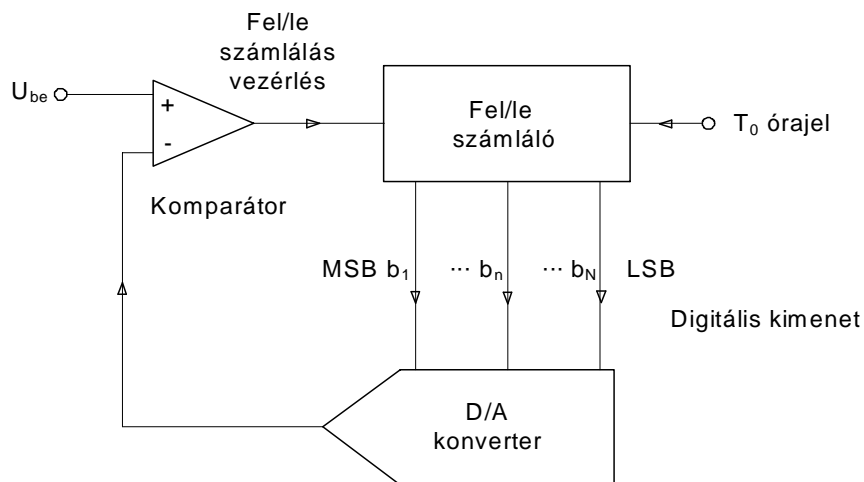 Fel/le
számlálás
vezérlés
U_be
+
-
Fel/le
számláló
T_0 órajel
Komparátor
MSB b_1 ··· b_n ··· b_N LSB
Digitális kimenet
D/A
konverter